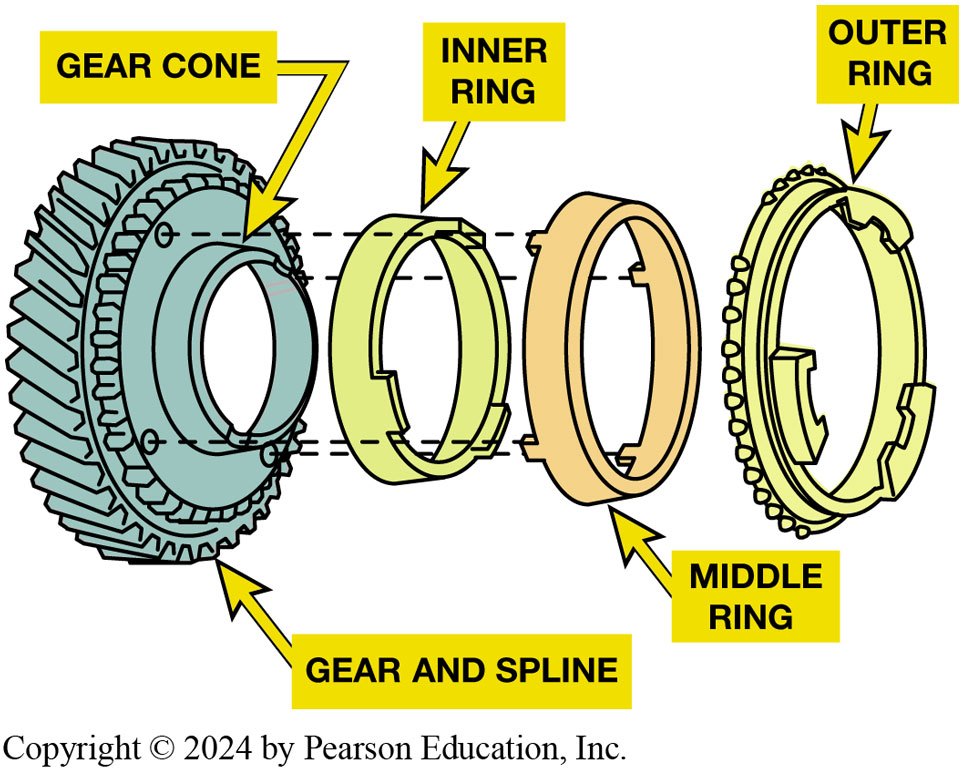 GEAR CONE
INNER
RING
OUTER
RING
MIDDLE
RING
GEAR AND SPLINE
Copyright © 2024 by Pearson Education, Inc.